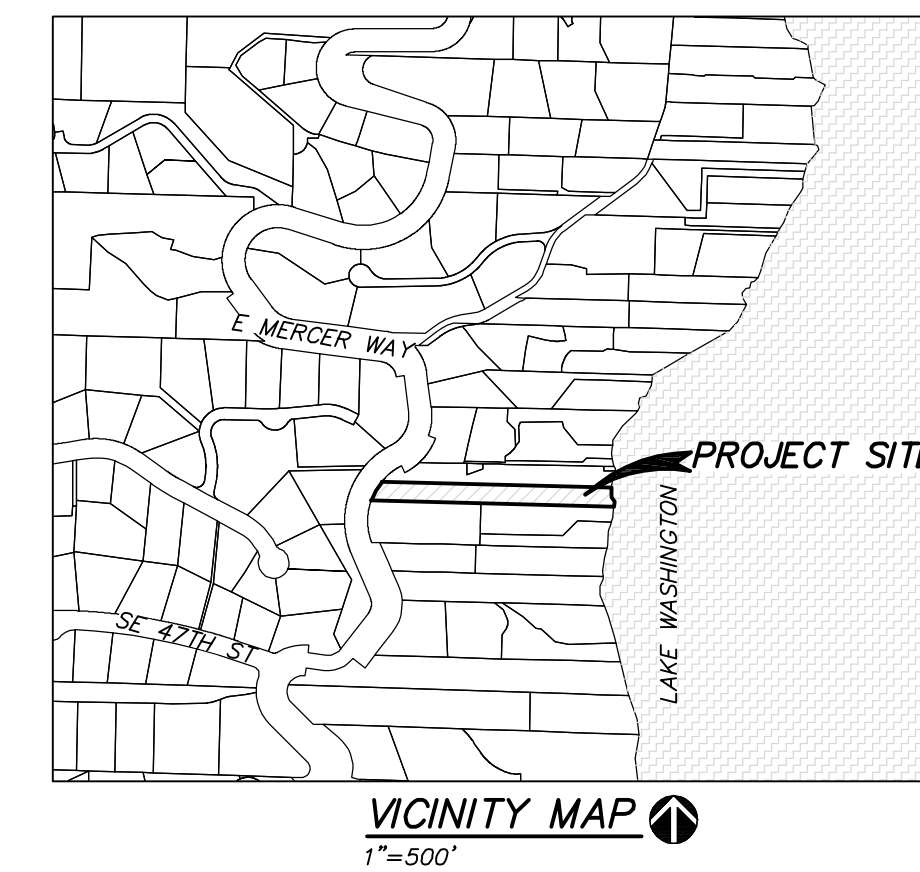 E MERCER WAY
PROJECT SITE
LAKE WASHINGTON
SE 47TH ST
VICINITY MAP
1"=500'